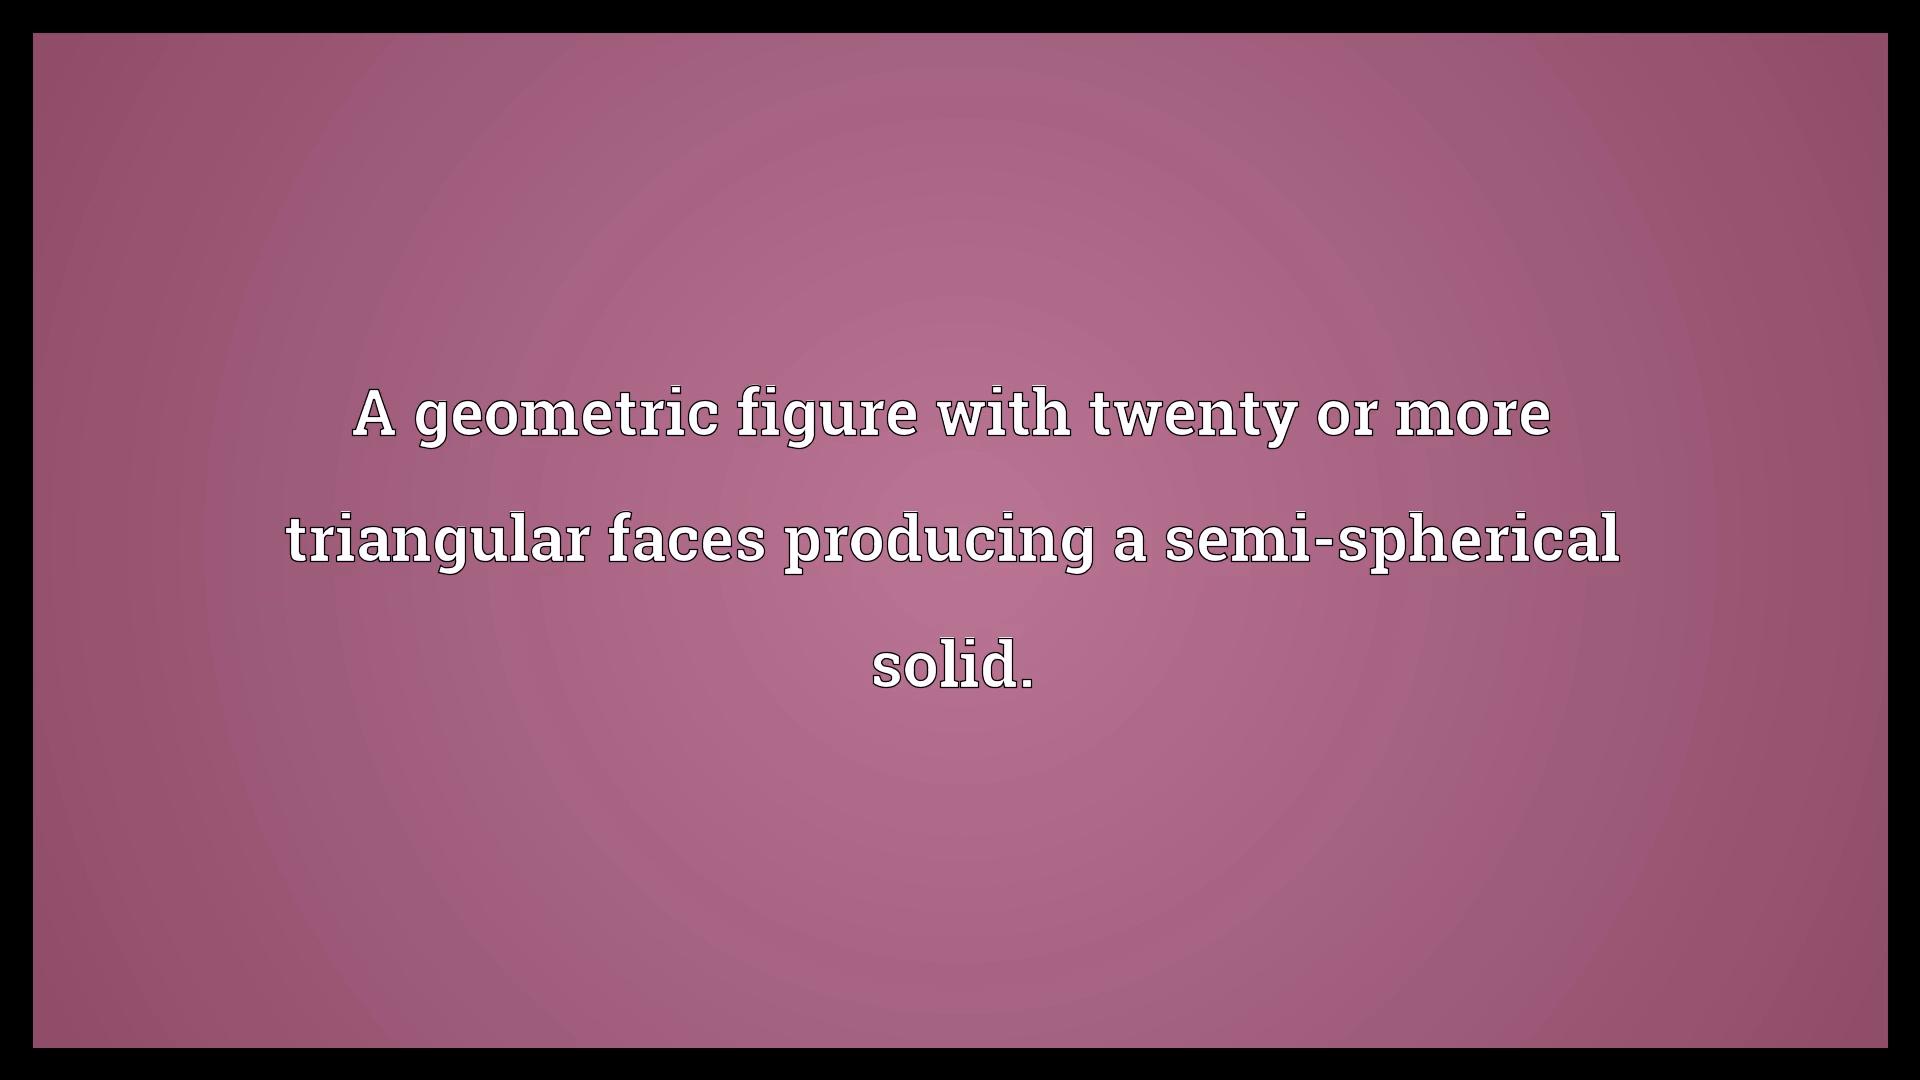 A geometric figure with twenty or more
triangular faces producing a semi-spherical
solid.